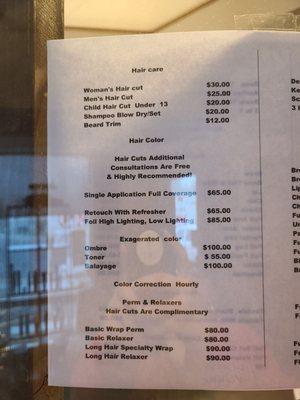 Hair care
Woman's Hair cut $30.00
Men's Hair Cut $25.00
Child Hair Cut Under 13 $20.00
Shampoo Blow Dry/Set $20.00
Beard Trim $12.00
Hair Color
Hair Cuts Additional
Consultations Are Free
& Highly Recommended!
Single Application Full Coverage $65.00
Retouch With Refresher $65.00
Foil High Lighting, Low Lighting $85.00
Exagerated color
Ombre $100.00
Toner $ 55.00
Balayage $100.00
Color Correction Hourly
Perm & Relaxers
Hair Cuts Are Complimentary
Basic Wrap Perm $80.00
Basic Relaxer $80.00
Long Hair Specialty Wrap $90.00
Long Hair Relaxer $90.00